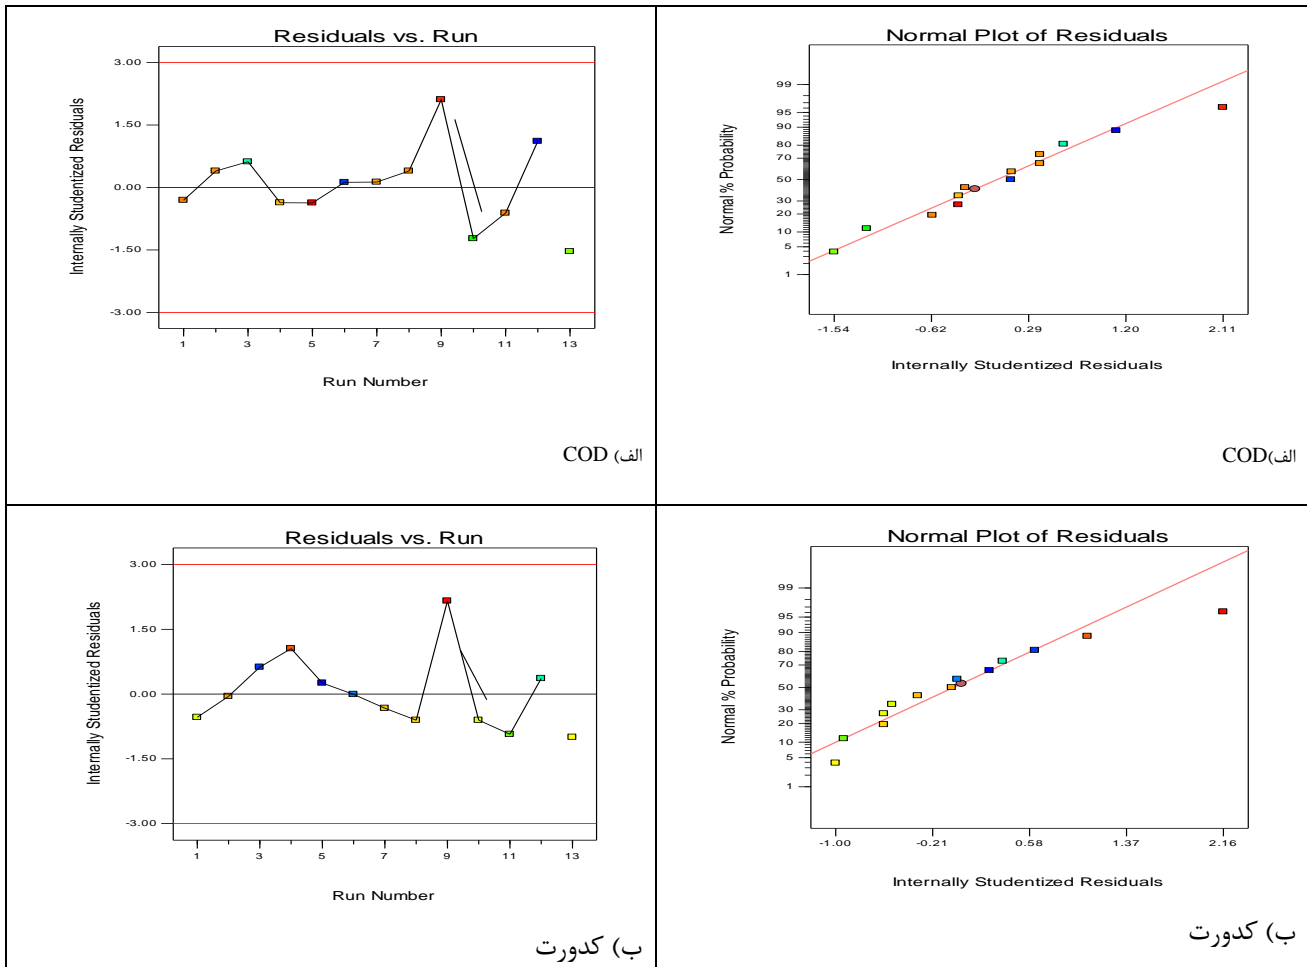 Residuals vs. Run
Internally Studentized Residuals
3.00
1.50
0.00
-1.50
-3.00
1 3 5 7 9 11 13
Run Number
الف) COD
Normal Plot of Residuals
Normal % Probability
99
95
90
80
70
50
30
20
10
5
1
-1.54 -0.62 0.29 1.20 2.11
Internally Studentized Residuals
الف)COD
Residuals vs. Run
Internally Studentized Residuals
3.00
1.50
0.00
-1.50
-3.00
1 3 5 7 9 11 13
Run Number
ب) کدورت
Normal Plot of Residuals
Normal % Probability
99
95
90
80
70
50
30
20
10
5
1
-1.00 -0.21 0.58 1.37 2.16
Internally Studentized Residuals
ب) کدورت